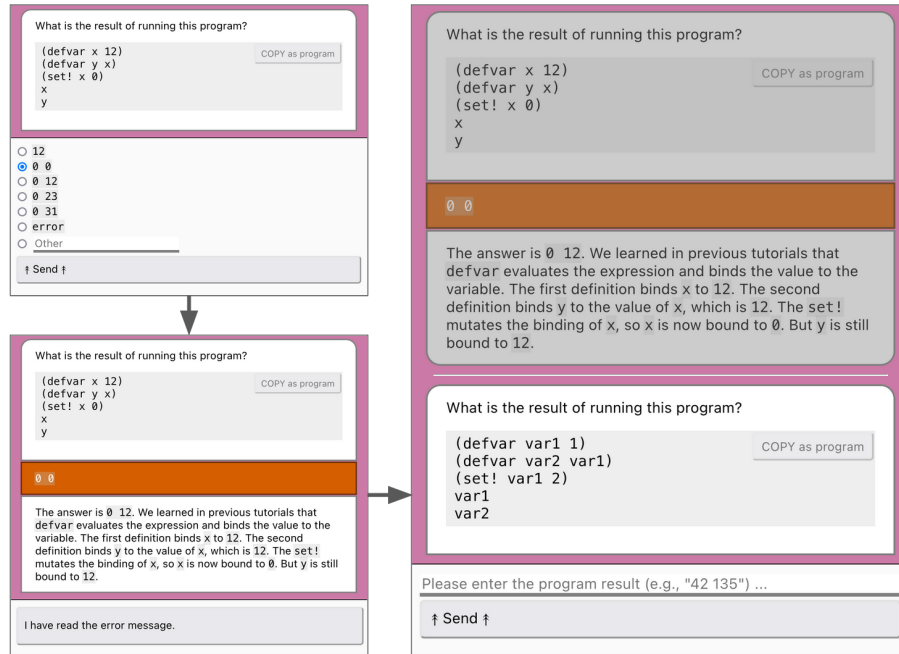 What is the result of running this program?
(defvar x 12)
COPY as program
(defvar y x)
(set! x 0)
x
y
12
0 0
0 12
0 23
0 31
error
Other
↟ Send ↟
What is the result of running this program?
(defvar x 12)
COPY as program
(defvar y x)
(set! x 0)
x
y
0 0
The answer is 0 12. We learned in previous tutorials that
defvar evaluates the expression and binds the value to the
variable. The first definition binds x to 12. The second
definition binds y to the value of x, which is 12. The set!
mutates the binding of x, so x is now bound to 0. But y is still
bound to 12.
I have read the error message.
What is the result of running this program?
(defvar x 12)
COPY as program
(defvar y x)
(set! x 0)
x
y
0 0
The answer is 0 12. We learned in previous tutorials that
defvar evaluates the expression and binds the value to the
variable. The first definition binds x to 12. The second
definition binds y to the value of x, which is 12. The set!
mutates the binding of x, so x is now bound to 0. But y is still
bound to 12.
What is the result of running this program?
(defvar var1 1)
COPY as program
(defvar var2 var1)
(set! var1 2)
var1
var2
Please enter the program result (e.g., "42 135") ...
↟ Send ↟